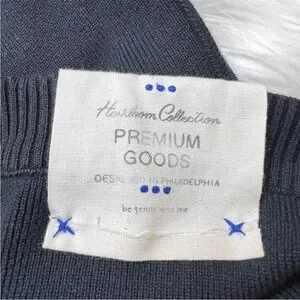 Heirloom Collection
PREMIUM
GOODS
DESIGNED IN PHILADELPHIA
be gentle with me